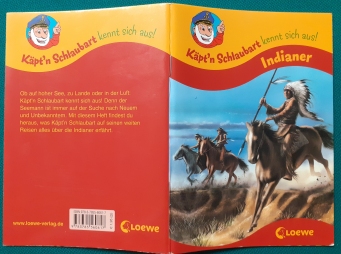 Käpt'n Schlaubart kennt sich aus!
Ob auf hoher See, zu Lande oder in der Luft:
Käpt'n Schlaubart kennt sich aus! Denn der
Seemann ist immer auf der Suche nach Neuem
und Unbekanntem. Mit diesem Heft findest du
heraus, was Käpt'n Schlaubart auf seinen weiten
Reisen alles über die Indianer erfährt.
www.loewe-verlag.de
Loewe
Käpt'n Schlaubart kennt sich aus!
Indianer
Loewe